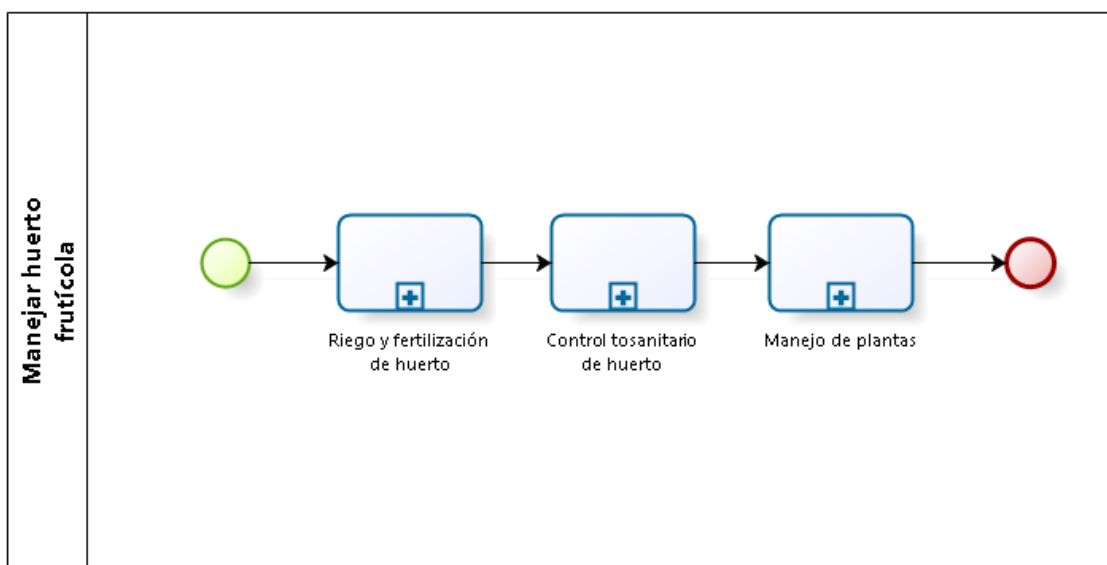 Manejar huerto
frutícola
Riego y fertilización
de huerto
Control tosanitario
de huerto
Manejo de plantas